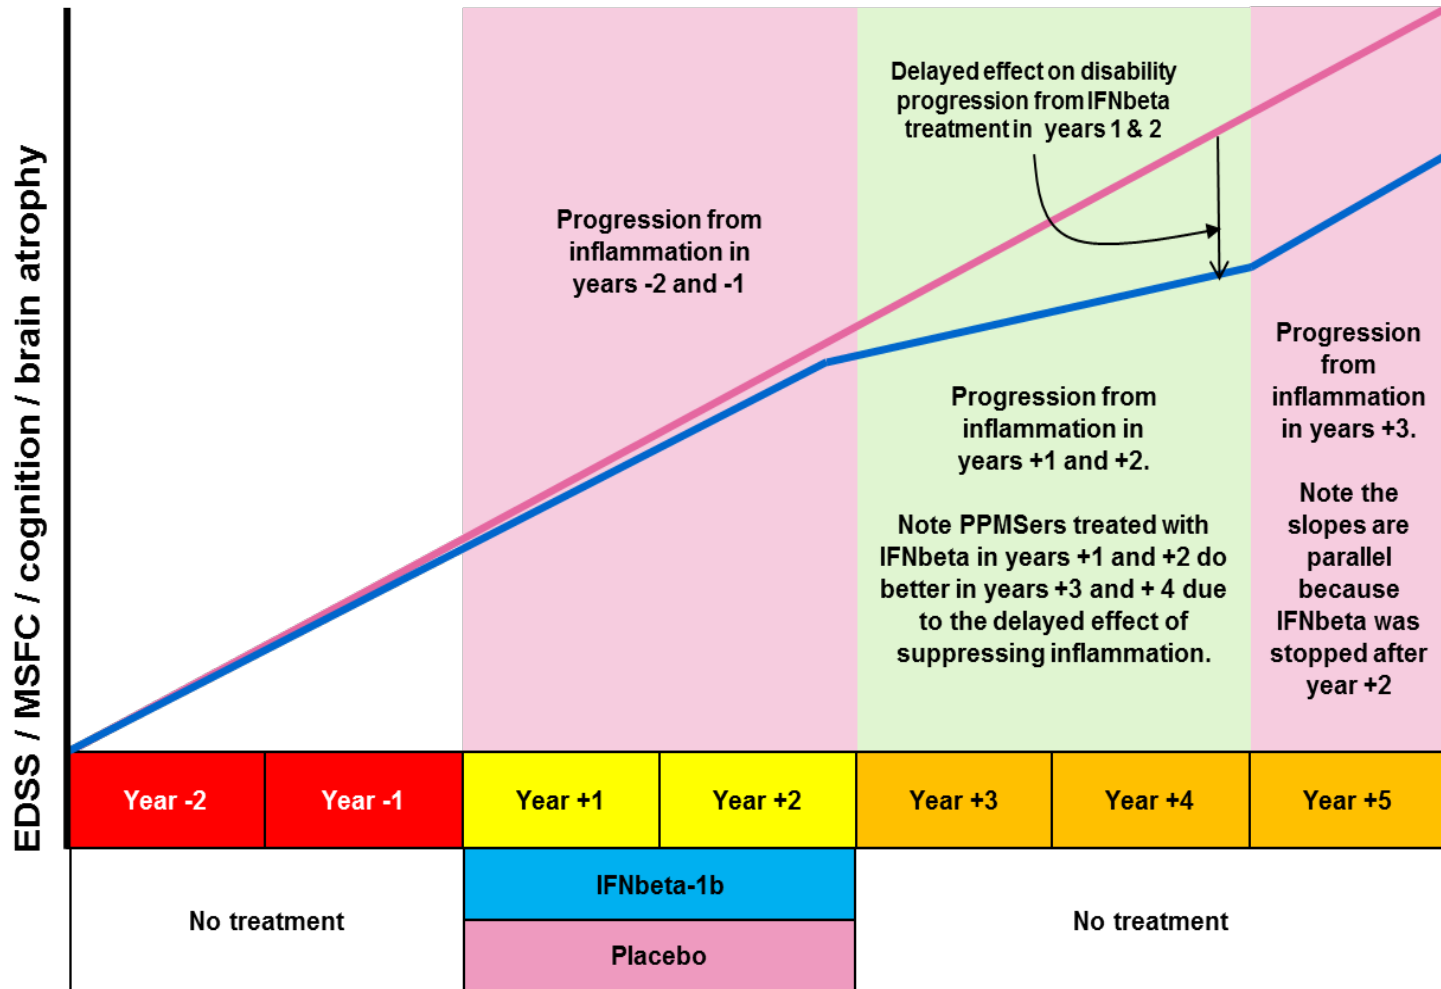 EDSS / MSFC / cognition / brain atrophy
Delayed effect on disability
progression from IFNbeta
treatment in years 1 & 2
Progression from
inflammation in
years -2 and -1
Progression from
inflammation in
years +1 and +2.
Note PPMSers treated with
IFNbeta in years +1 and +2 do
better in years +3 and + 4 due
to the delayed effect of
suppressing inflammation.
Progression
from
inflammation
in years +3.
Note the
slopes are
parallel
because
IFNbeta was
stopped after
year +2
Year -2
Year -1
Year +1
Year +2
Year +3
Year +4
Year +5
No treatment
IFNbeta-1b
Placebo
No treatment